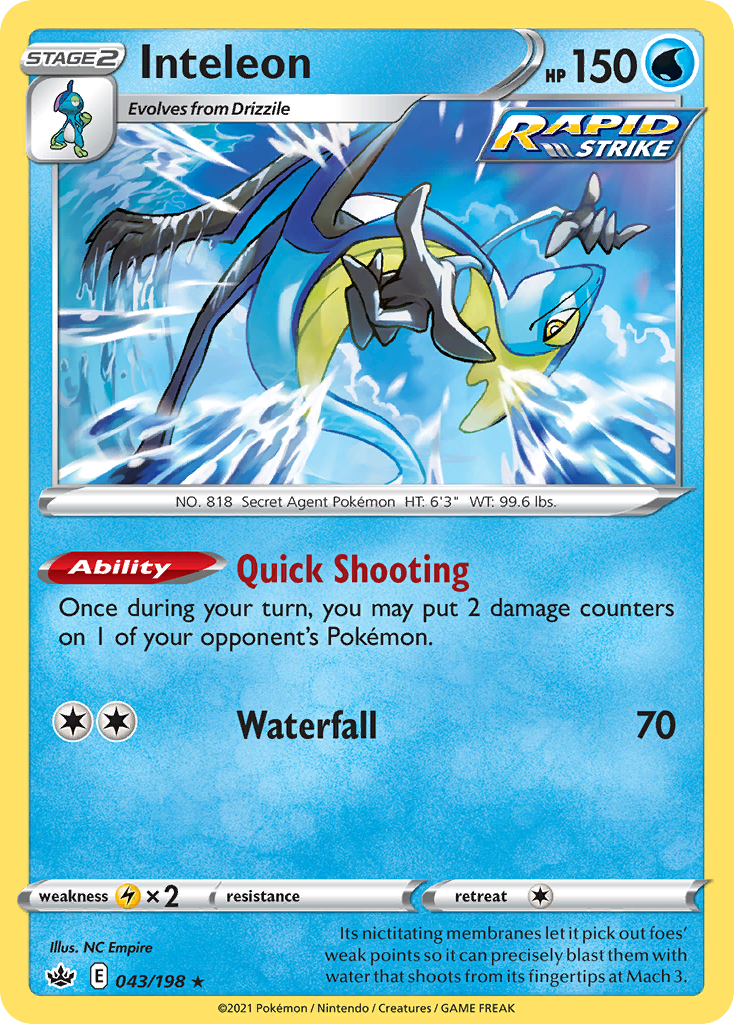 STAGE 2
Inteleon
HP 150
Evolves from Drizzile
RAPID
STRIKE
NO. 818 Secret Agent Pokémon HT: 6'3" WT: 99.6 lbs.
Ability Quick Shooting
Once during your turn, you may put 2 damage counters
on 1 of your opponent's Pokémon.
Waterfall 70
weakness ×2 resistance retreat
Its nictitating membranes let it pick out foes'
weak points so it can precisely blast them with
water that shoots from its fingertips at Mach 3.
Illus. NC Empire
E 043/198 ★
©2021 Pokémon / Nintendo / Creatures / GAME FREAK